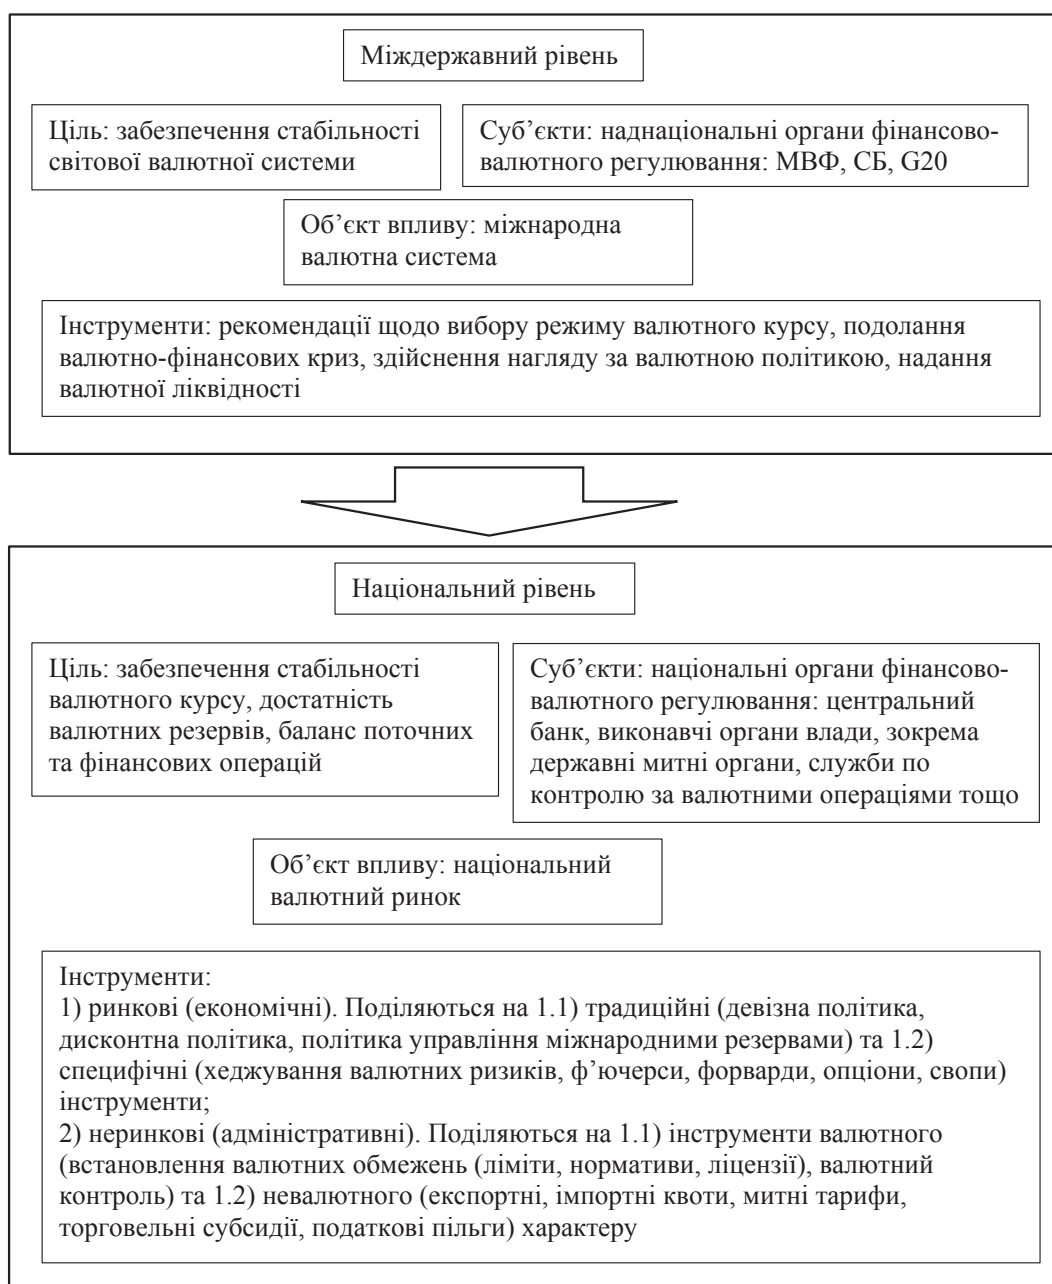 Міждержавний рівень
Ціль: забезпечення стабільності
світової валютної системи
Суб’єкти: наднаціональні органи фінансово-
валютного регулювання: МВФ, СБ, G20
Об’єкт впливу: міжнародна
валютна система
Інструменти: рекомендації щодо вибору режиму валютного курсу, подолання
валютно-фінансових криз, здійснення нагляду за валютною політикою, надання
валютної ліквідності
Національний рівень
Ціль: забезпечення стабільності
валютного курсу, достатність
валютних резервів, баланс поточних
та фінансових операцій
Суб’єкти: національні органи фінансово-
валютного регулювання: центральний
банк, виконавчі органи влади, зокрема
державні митні органи, служби по
контролю за валютними операціями тощо
Об’єкт впливу: національний
валютний ринок
Інструменти:
1) ринкові (економічні). Поділяються на 1.1) традиційні (девізна політика,
дисконтна політика, політика управління міжнародними резервами) та 1.2)
специфічні (хеджування валютних ризиків, ф’ючерси, форварди, опціони, свопи)
інструменти;
2) неринкові (адміністративні). Поділяються на 1.1) інструменти валютного
(встановлення валютних обмежень (ліміти, нормативи, ліцензії), валютний
контроль) та 1.2) невалютного (експортні, імпортні квоти, митні тарифи,
торговельні субсидії, податкові пільги) характеру